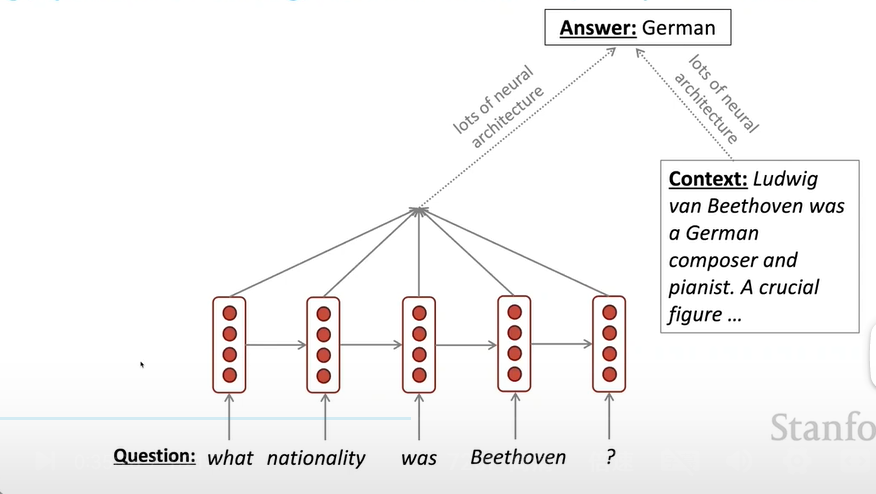 Answer: German
lots of neural
architecture
lots of neural
architecture
Context: Ludwig
van Beethoven was
a German
composer and
pianist. A crucial
figure ...
Question: what nationality was Beethoven ?
Stanfo